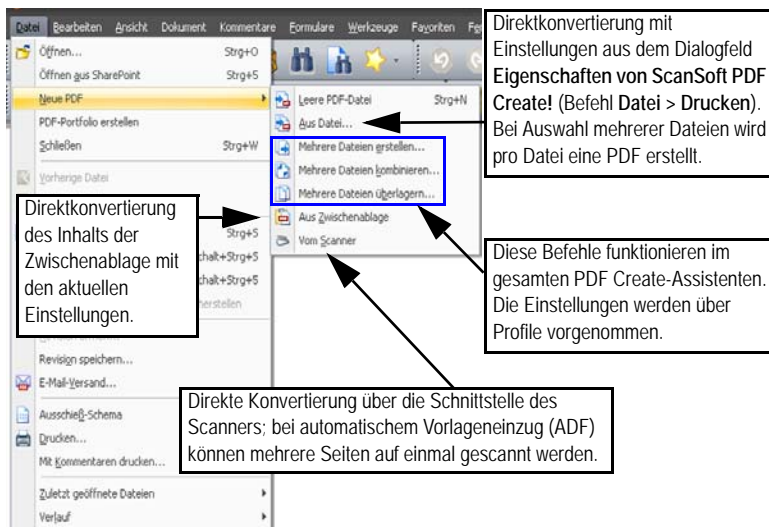 Datei Bearbeiten Ansicht Dokument Kommentare Formulare Werkzeuge Favoriten
Öffnen... Strg+O
Öffnen aus SharePoint Strg+S
Neue PDF
PDF-Portfolio erstellen
Schließen Strg+W
Vorherige Datei
Strg+S
chalt+Strg+S
chalt+Strg+S
erstellen
Revision speichern...
E-Mail-Versand...
Ausschieß-Schema
Drucken...
Mit Kommentaren drucken...
Zuletzt geöffnete Dateien
Verlauf
Leere PDF-Datei Strg+N
Aus Datei...
Mehrere Dateien erstellen...
Mehrere Dateien kombinieren...
Mehrere Dateien überlagern...
Aus Zwischenablage
Vom Scanner
Direktkonvertierung mit
Einstellungen aus dem Dialogfeld
Eigenschaften von ScanSoft PDF
Create! (Befehl Datei > Drucken).
Bei Auswahl mehrerer Dateien wird
pro Datei eine PDF erstellt.
Direktkonvertierung
des Inhalts der
Zwischenablage mit
den aktuellen
Einstellungen.
Diese Befehle funktionieren im
gesamten PDF Create-Assistenten.
Die Einstellungen werden über
Profile vorgenommen.
Direkte Konvertierung über die Schnittstelle des
Scanners; bei automatischem Vorlageneinzug (ADF)
können mehrere Seiten auf einmal gescannt werden.